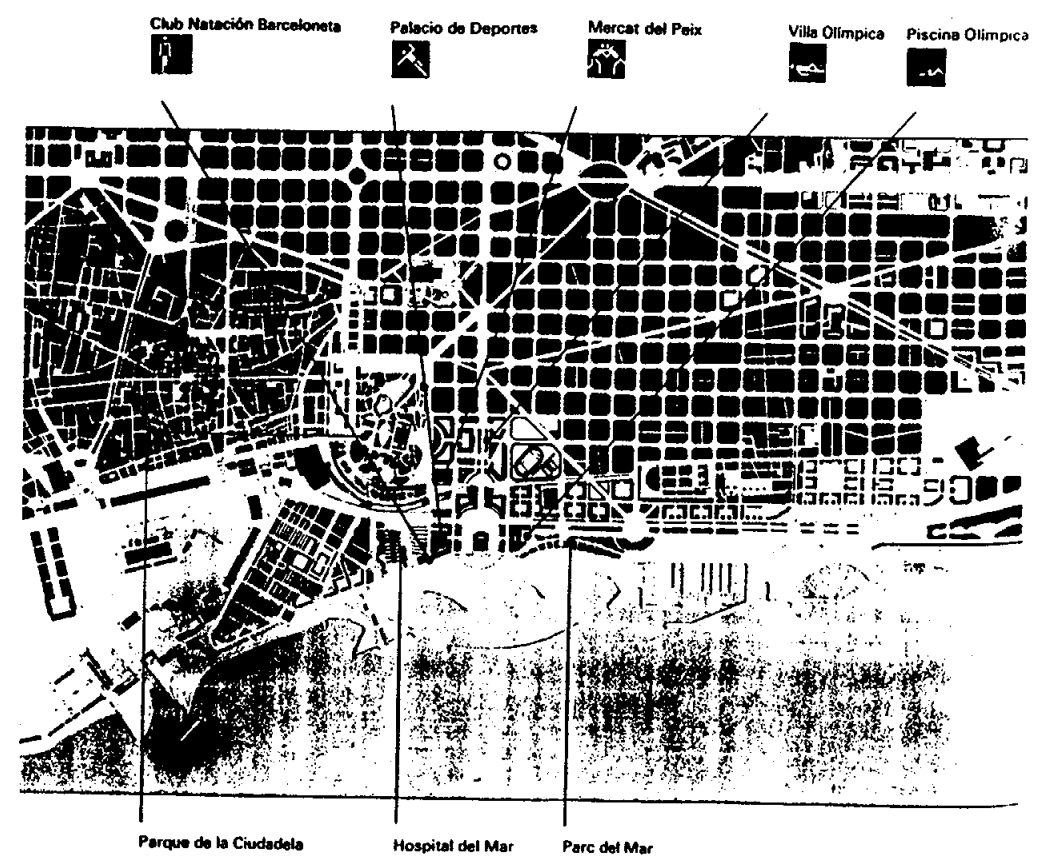 Club Natación Barceloneta
Palacio de Deportes
Mercat del Peix
Villa Olímpica
Piscina Olímpica
Parque de la Ciudadela
Hospital del Mar
Parc del Mar